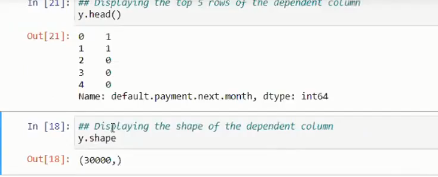 In [21]: ## Displaying the top 5 rows of the dependent column
y.head()
Out[21]: 0 1
1 1
2 0
3 0
4 0
Name: default.payment.next.month, dtype: int64
In [18]: ## Displaying the shape of the dependent column
y.shape
Out[18]: (30000,)